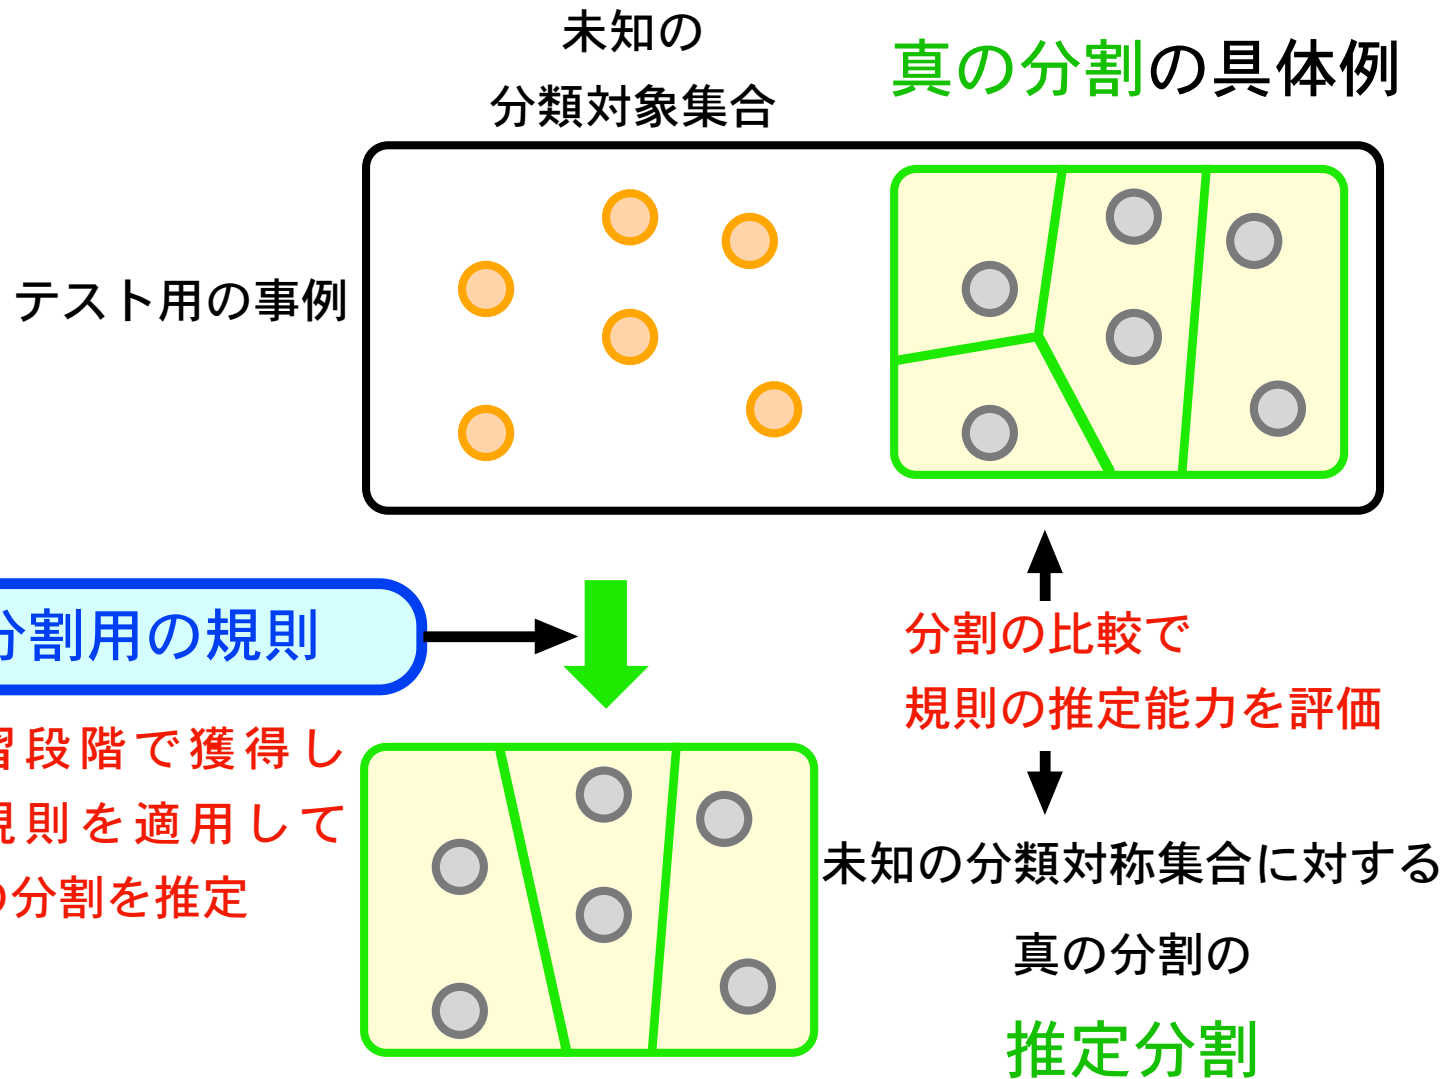 未知の
分類対象集合
真の分割の具体例
テスト用の事例
分割用の規則
分割の比較で
規則の推定能力を評価
習段階で獲得し
規則を適用して
の分割を推定
未知の分類対称集合に対する
真の分割の
推定分割